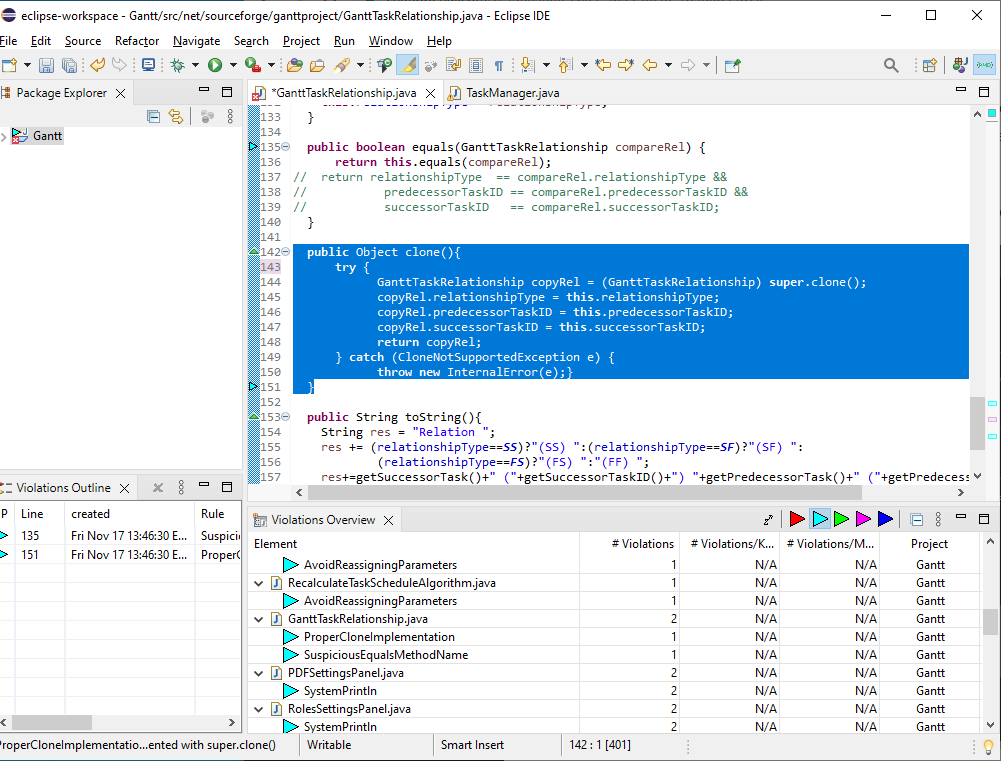 eclipse-workspace - Gantt/src/net/sourceforge/ganttproject/GanttTaskRelationship.java - Eclipse IDE
File Edit Source Refactor Navigate Search Project Run Window Help
Package Explorer
Gantt
*GanttTaskRelationship.java TaskManager.java
133 }
134
135 public boolean equals(GanttTaskRelationship compareRel) {
136 return this.equals(compareRel);
137 // return relationshipType == compareRel.relationshipType &&
138 // predecessorTaskID == compareRel.predecessorTaskID &&
139 // successorTaskID == compareRel.successorTaskID;
140 }
141
142 public Object clone(){
143 try {
144 GanttTaskRelationship copyRel = (GanttTaskRelationship) super.clone();
145 copyRel.relationshipType = this.relationshipType;
146 copyRel.predecessorTaskID = this.predecessorTaskID;
147 copyRel.successorTaskID = this.successorTaskID;
148 return copyRel;
149 } catch (CloneNotSupportedException e) {
150 throw new InternalError(e);}
151 }
152
153 public String toString(){
154 String res = "Relation ";
155 res += (relationshipType==SS)?"(SS) ":(relationshipType==SF)?"(SF) ":
156 (relationshipType==FS)?"(FS) ":"(FF) ";
157 res+=getSuccessorTask()+" ("+getSuccessorTaskID()+") "+getPredecessorTask()+" ("+getPredecess
Violations Outline
P Line created Rule
135 Fri Nov 17 13:46:30 E... Suspici
151 Fri Nov 17 13:46:30 E... ProperC
Violations Overview
Element # Violations # Violations/K... # Violations/M... Project
AvoidReassigningParameters 1 N/A N/A Gantt
RecalculateTaskScheduleAlgorithm.java 1 N/A N/A Gantt
AvoidReassigningParameters 1 N/A N/A Gantt
GanttTaskRelationship.java 2 N/A N/A Gantt
ProperCloneImplementation 1 N/A N/A Gantt
SuspiciousEqualsMethodName 1 N/A N/A Gantt
PDFSettingsPanel.java 2 N/A N/A Gantt
SystemPrintln 2 N/A N/A Gantt
RolesSettingsPanel.java 2 N/A N/A Gantt
SystemPrintln 2 N/A N/A Gantt
ProperCloneImplementatio...ented with super.clone() Writable Smart Insert 142 : 1 [401]